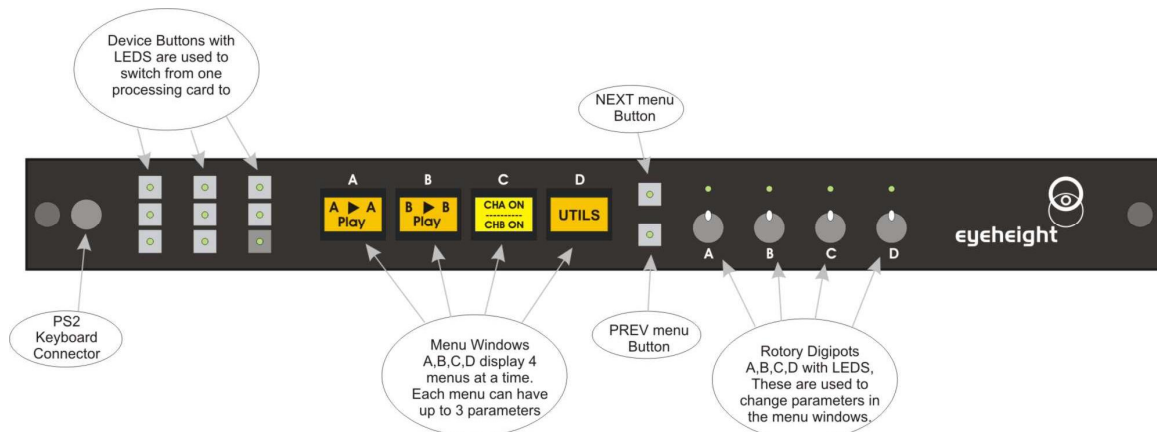 Device Buttons with
LEDS are used to
switch from one
processing card to
NEXT menu
Button
A
B
C
D
A ▶ A
Play
B ▶ B
Play
CHA ON
----------
CHB ON
UTILS
A
B
C
D
eyeheight
PS2
Keyboard
Connector
Menu Windows
A,B,C,D display 4
menus at a time.
Each menu can have
up to 3 parameters
PREV menu
Button
Rotory Digipots
A,B,C,D with LEDS,
These are used to
change parameters in
the menu windows,